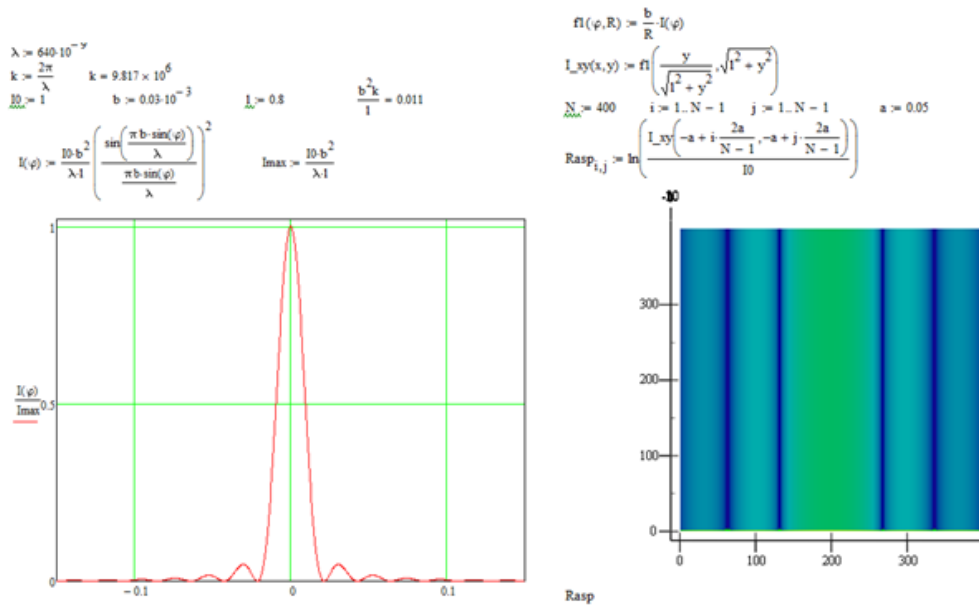 λ := 640·10^-9
k := 2π/λ k = 9.817 × 10^6
I0 := 1 b := 0.03·10^-3 l := 0.8 b^2 k/l = 0.011
I(φ) := I0·b^2/(λ·l) · (sin(π b·sin(φ)/λ)/(π b·sin(φ)/λ))^2 Imax := I0·b^2/(λ·l)
I(φ)/Imax
1
0.5
0
−0.1 0 0.1
f1(φ,R) := b/R·I(φ)
I_xy(x,y) := f1(y/√(l^2 + y^2), √(l^2 + y^2))
N := 400 i := 1.. N − 1 j := 1.. N − 1 a := 0.05
Rasp_i,j := ln(I_xy(−a + i·2a/(N − 1), −a + j·2a/(N − 1))/I0)
300
200
100
0
0 100 200 300
Rasp